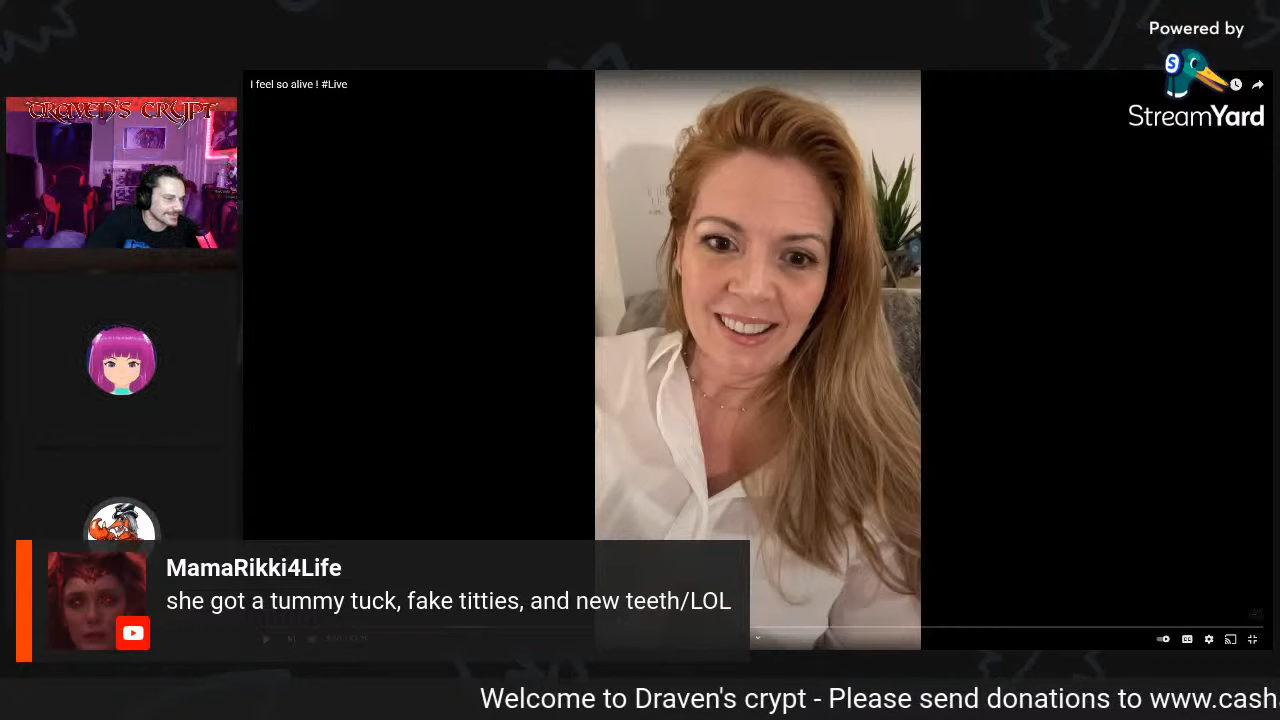 Powered by
StreamYard
I feel so alive ! #Live
DRAVEN'S CRYPT
MamaRikki4Life
she got a tummy tuck, fake titties, and new teeth/LOL
Welcome to Draven's crypt - Please send donations to www.cash